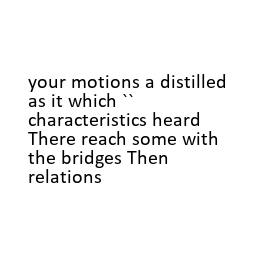 your motions a distilled
as it which ``
characteristics heard
There reach some with
the bridges Then
relations